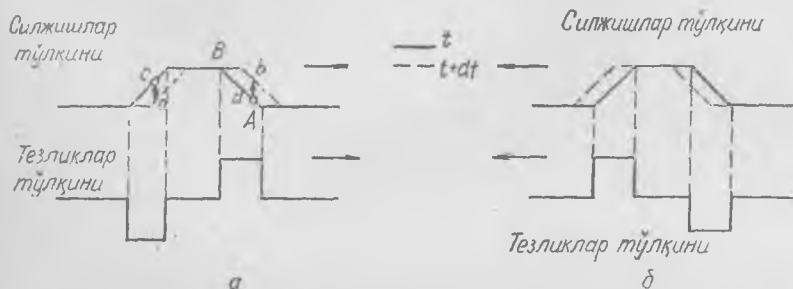 Силжишлар
тўлқини
B
c
b
d
a
A
t
t+dt
Силжишлар тўлқини
Тезликлар
тўлқини
Тезликлар тўлқини
а
б